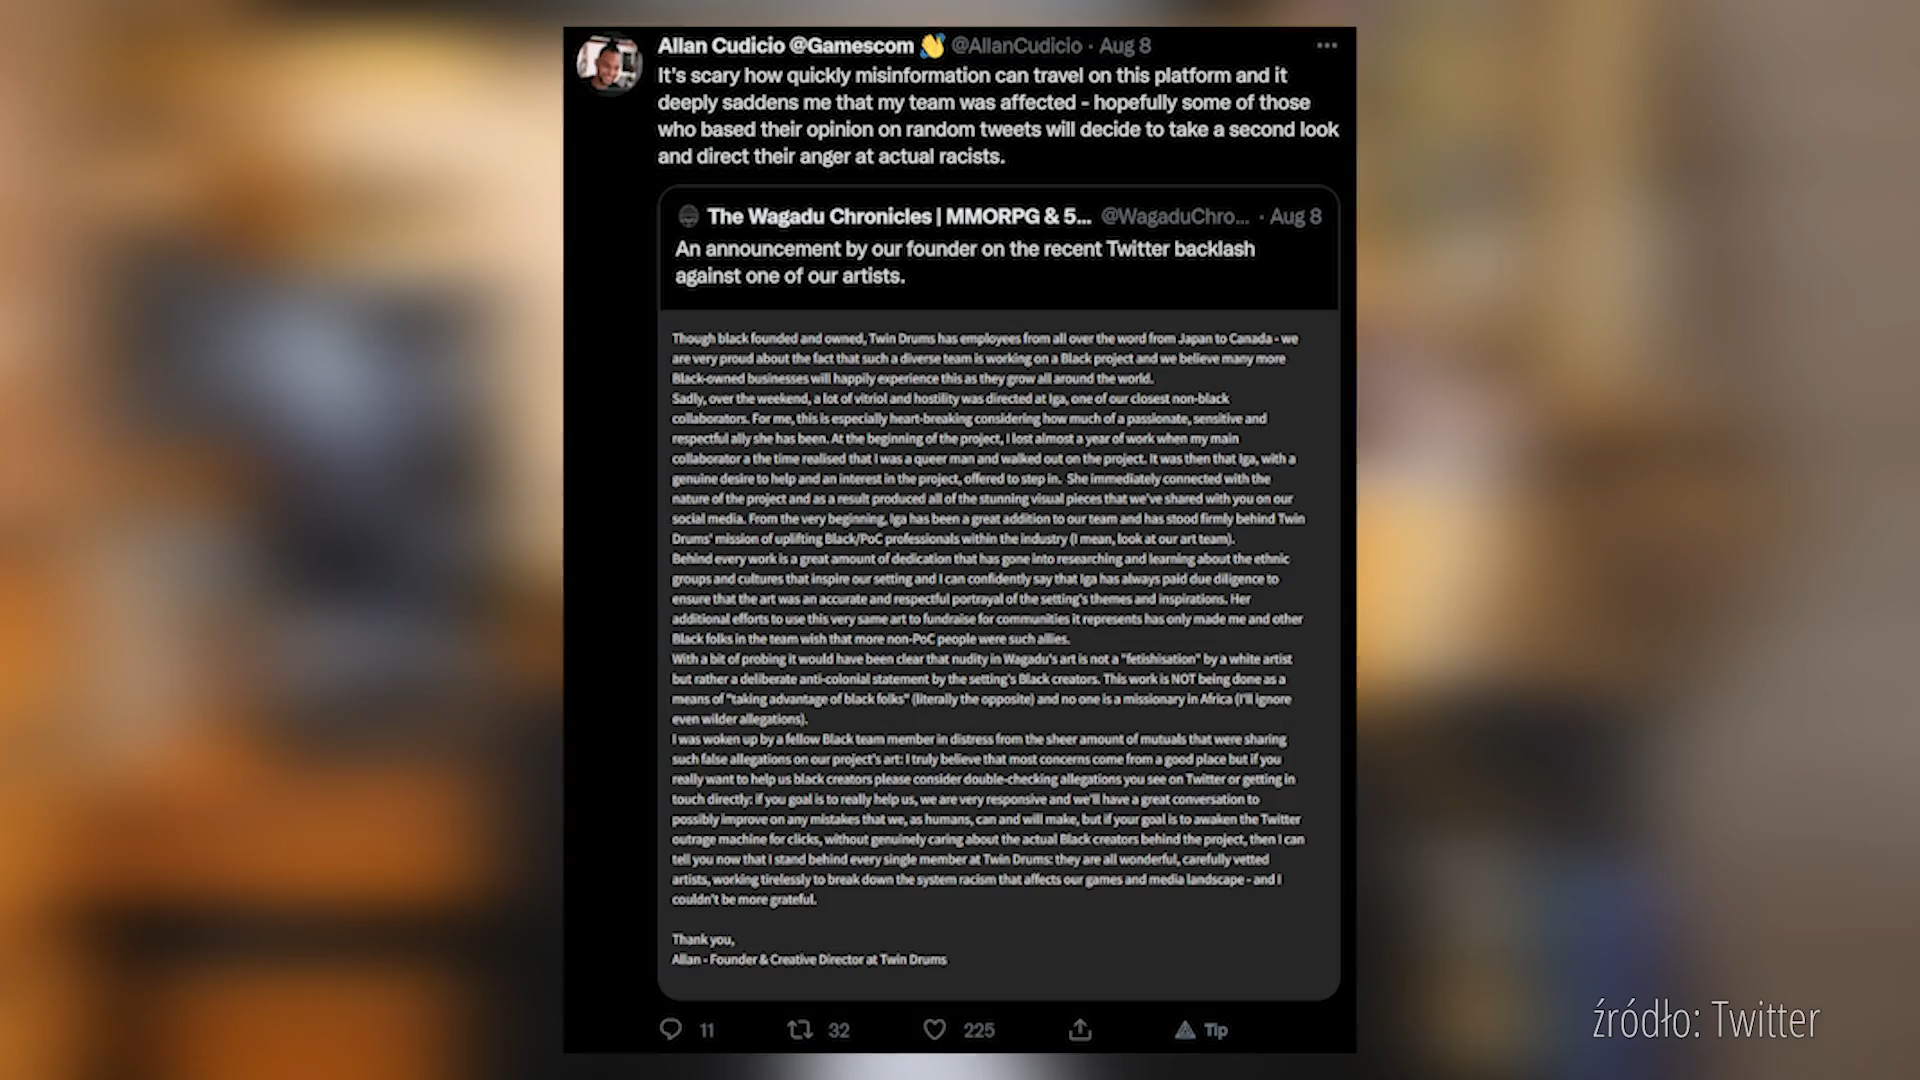 Allan Cudicio @Gamescom 👋 @AllanCudicio · Aug 8
It's scary how quickly misinformation can travel on this platform and it
deeply saddens me that my team was affected - hopefully some of those
who based their opinion on random tweets will decide to take a second look
and direct their anger at actual racists.
The Wagadu Chronicles | MMORPG & 5... @WagaduChro... · Aug 8
An announcement by our founder on the recent Twitter backlash
against one of our artists.
Though black founded and owned, Twin Drums has employees from all over the word from Japan to Canada - we
are very proud about the fact that such a diverse team is working on a Black project and we believe many more
Black-owned businesses will happily experience this as they grow all around the world.
Sadly, over the weekend, a lot of vitriol and hostility was directed at Iga, one of our closest non-black
collaborators. For me, this is especially heart-breaking considering how much of a passionate, sensitive and
respectful ally she has been. At the beginning of the project, I lost almost a year of work when my main
collaborator a the time realised that I was a queer man and walked out on the project. It was then that Iga, with a
genuine desire to help and an interest in the project, offered to step in. She immediately connected with the
nature of the project and as a result produced all of the stunning visual pieces that we've shared with you on our
social media. From the very beginning, Iga has been a great addition to our team and has stood firmly behind Twin
Drums' mission of uplifting Black/PoC professionals within the industry (I mean, look at our art team).
Behind every work is a great amount of dedication that has gone into researching and learning about the ethnic
groups and cultures that inspire our setting and I can confidently say that Iga has always paid due diligence to
ensure that the art was an accurate and respectful portrayal of the setting's themes and inspirations. Her
additional efforts to use this very same art to fundraise for communities it represents has only made me and other
Black folks in the team wish that more non-PoC people were such allies.
With a bit of probing it would have been clear that nudity in Wagadu's art is not a "fetishisation" by a white artist
but rather a deliberate anti-colonial statement by the setting's Black creators. This work is NOT being done as a
means of "taking advantage of black folks" (literally the opposite) and no one is a missionary in Africa (I'll ignore
even wilder allegations).
I was woken up by a fellow Black team member in distress from the sheer amount of mutuals that were sharing
such false allegations on our project's art: I truly believe that most concerns come from a good place but if you
really want to help us black creators please consider double-checking allegations you see on Twitter or getting in
touch directly: if you goal is to really help us, we are very responsive and we'll have a great conversation to
possibly improve on any mistakes that we, as humans, can and will make, but if your goal is to awaken the Twitter
outrage machine for clicks, without genuinely caring about the actual Black creators behind the project, then I can
tell you now that I stand behind every single member at Twin Drums: they are all wonderful, carefully vetted
artists, working tirelessly to break down the system racism that affects our games and media landscape - and I
couldn't be more grateful.
Thank you,
Allan - Founder & Creative Director at Twin Drums
11 32 225 Tip
źródło: Twitter